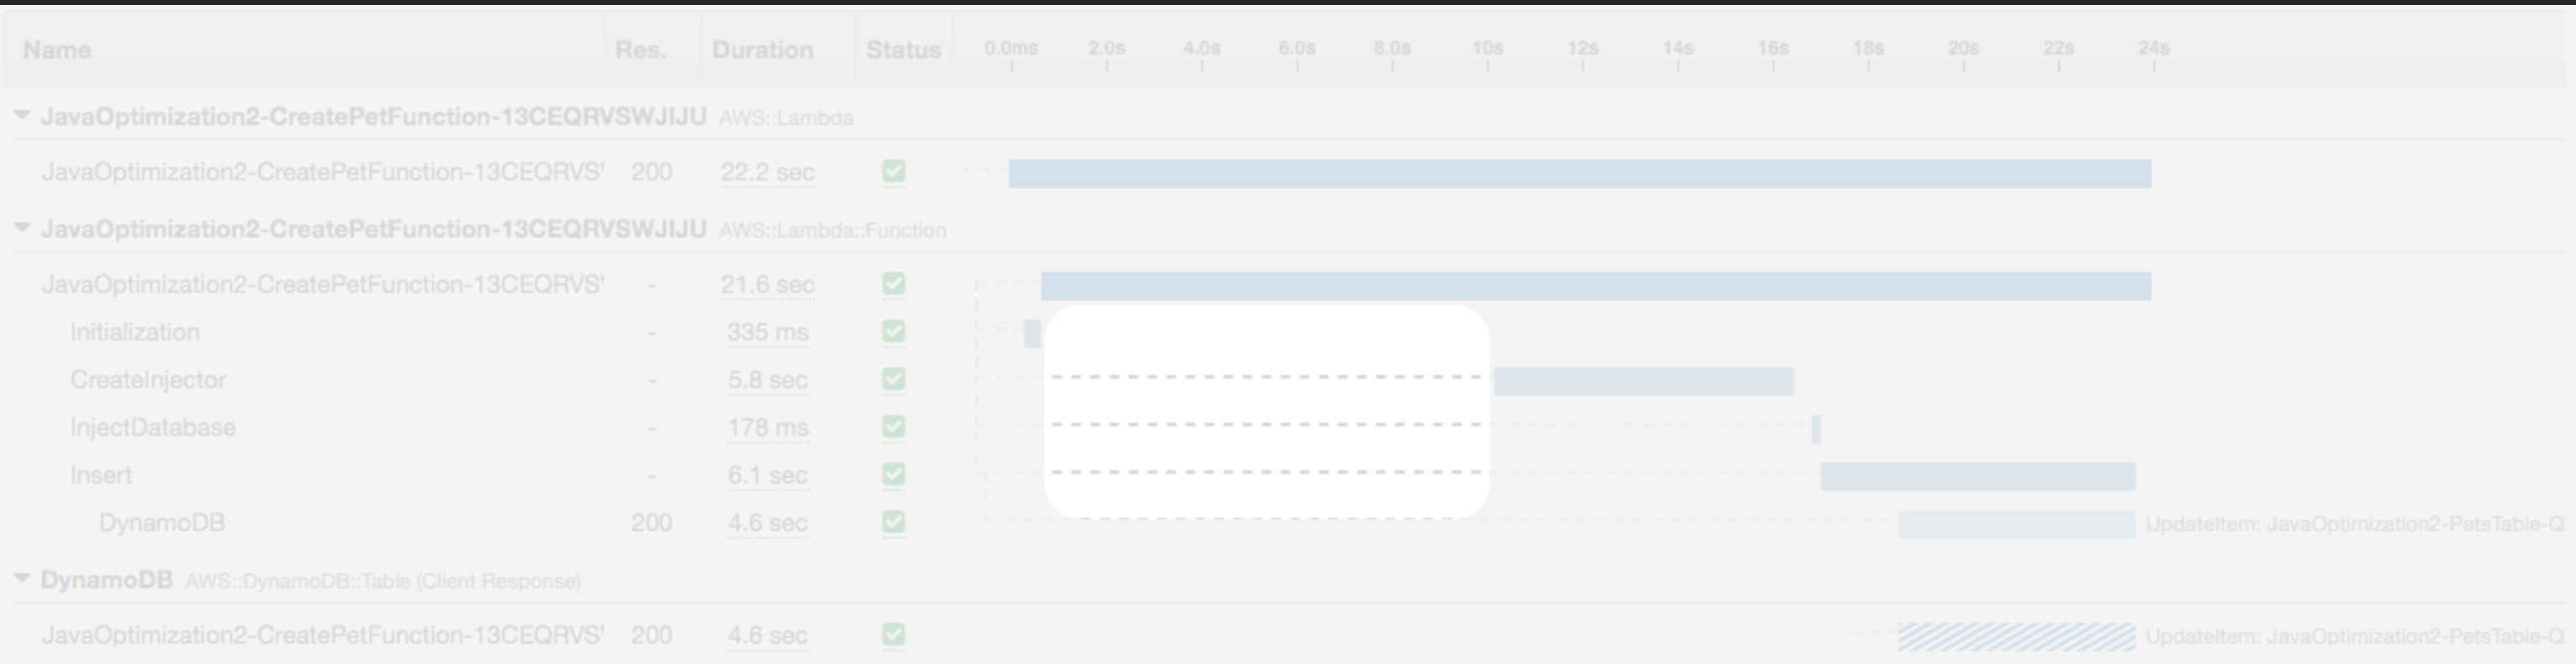 Name Res. Duration Status 0.0ms 2.0s 4.0s 6.0s 8.0s 10s 12s 14s 16s 18s 20s 22s 24s
JavaOptimization2-CreatePetFunction-13CEQRVSWJIJU AWS::Lambda
JavaOptimization2-CreatePetFunction-13CEQRVS' 200 22.2 sec
JavaOptimization2-CreatePetFunction-13CEQRVSWJIJU AWS::Lambda::Function
JavaOptimization2-CreatePetFunction-13CEQRVS' - 21.6 sec
Initialization - 335 ms
CreateInjector - 5.8 sec
InjectDatabase - 178 ms
Insert - 6.1 sec
DynamoDB 200 4.6 sec UpdateItem: JavaOptimization2-PetsTable-Q.
DynamoDB AWS::DynamoDB::Table (Client Response)
JavaOptimization2-CreatePetFunction-13CEQRVS' 200 4.6 sec UpdateItem: JavaOptimization2-PetsTable-Q.